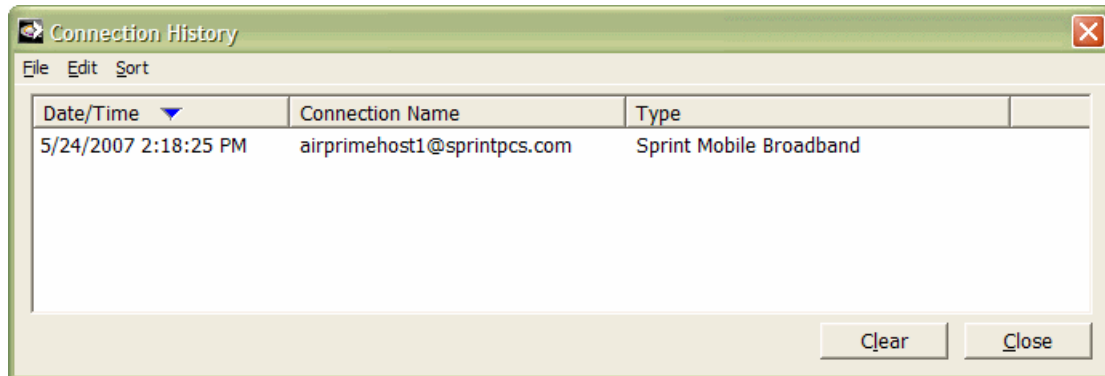 Connection History
File Edit Sort
Date/Time Connection Name Type
5/24/2007 2:18:25 PM airprimehost1@sprintpcs.com Sprint Mobile Broadband
Clear Close